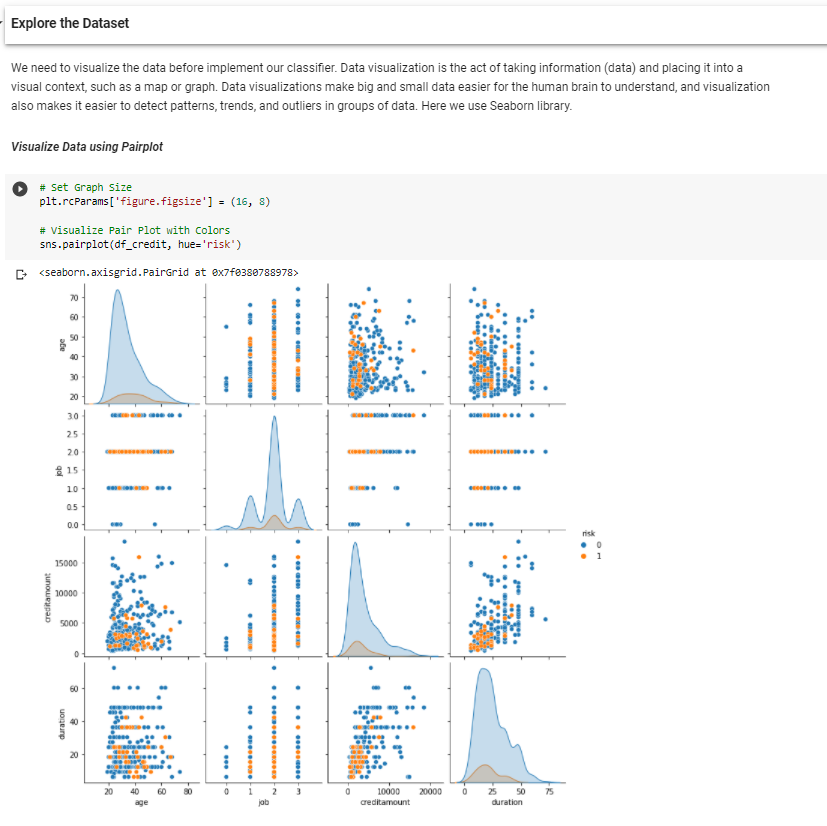 Explore the Dataset
We need to visualize the data before implement our classifier. Data visualization is the act of taking information (data) and placing it into a
visual context, such as a map or graph. Data visualizations make big and small data easier for the human brain to understand, and visualization
also makes it easier to detect patterns, trends, and outliers in groups of data. Here we use Seaborn library.
Visualize Data using Pairplot
# Set Graph Size
plt.rcParams['figure.figsize'] = (16, 8)
# Visualize Pair Plot with Colors
sns.pairplot(df_credit, hue='risk')
<seaborn.axisgrid.PairGrid at 0x7f0380788978>
70
60
50
40
30
20
age
3.0
2.5
2.0
1.5
1.0
0.5
0.0
job
15000
10000
5000
0
creditamount
60
40
20
duration
20 40 60 80
age
0 1 2 3
job
0 10000 20000
creditamount
0 25 50 75
duration
risk
0
1